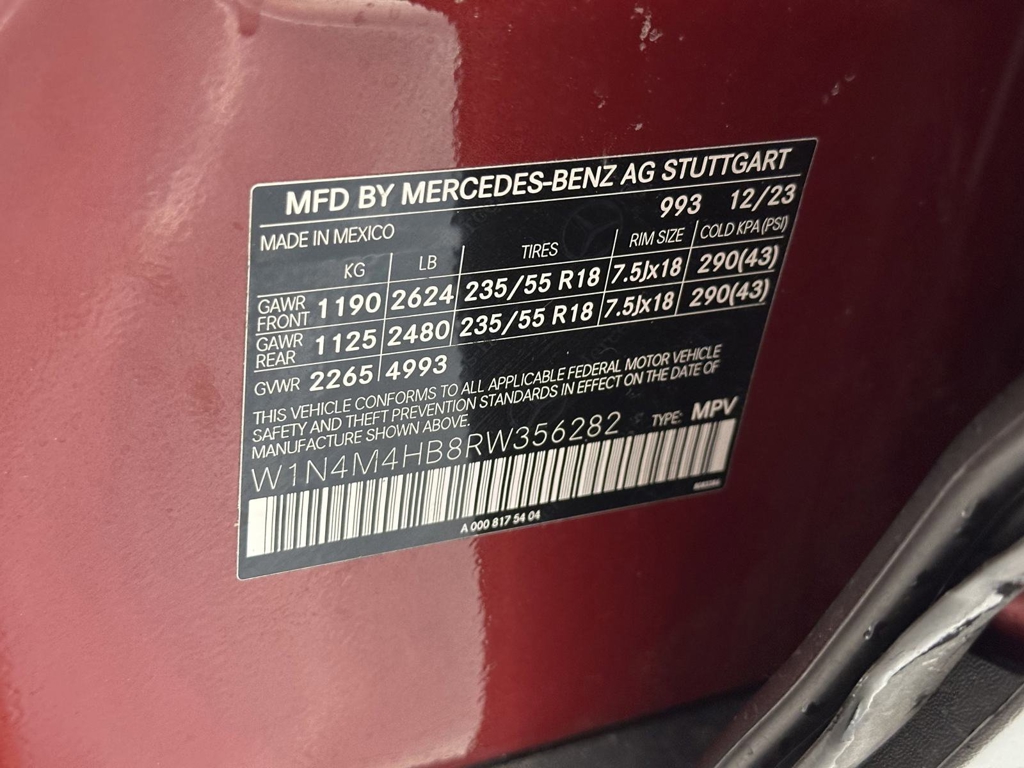 MFD BY MERCEDES-BENZ AG STUTTGART
993 12/23
MADE IN MEXICO
KG LB TIRES RIM SIZE COLD KPA (PSI)
GAWR FRONT 1190 2624 235/55 R18 7.5Jx18 290(43)
GAWR REAR 1125 2480 235/55 R18 7.5Jx18 290(43)
GVWR 2265 4993
THIS VEHICLE CONFORMS TO ALL APPLICABLE FEDERAL MOTOR VEHICLE
SAFETY AND THEFT PREVENTION STANDARDS IN EFFECT ON THE DATE OF
MANUFACTURE SHOWN ABOVE.
W1N4M4HB8RW356282 TYPE: MPV
A 000 817 54 04